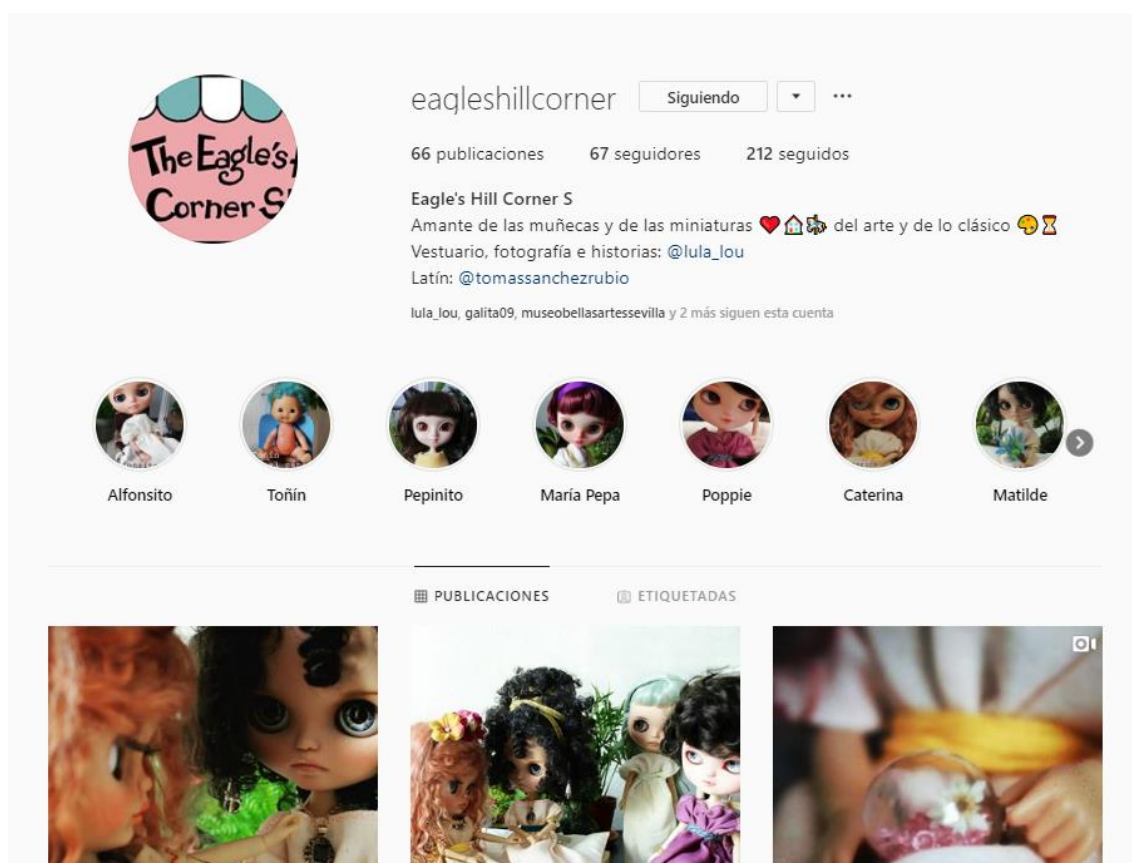 The Eagle's
Corner S
eagleshillcorner Siguiendo
66 publicaciones 67 seguidores 212 seguidos
Eagle's Hill Corner S
Amante de las muñecas y de las miniaturas ❤️🏠🎠 del arte y de lo clásico 🎨⌛
Vestuario, fotografía e historias: @lula_lou
Latín: @tomassanchezrubio
lula_lou, galita09, museobellasartessevilla y 2 más siguen esta cuenta
Alfonsito Toñín Pepinito María Pepa Poppie Caterina Matilde
PUBLICACIONES ETIQUETADAS